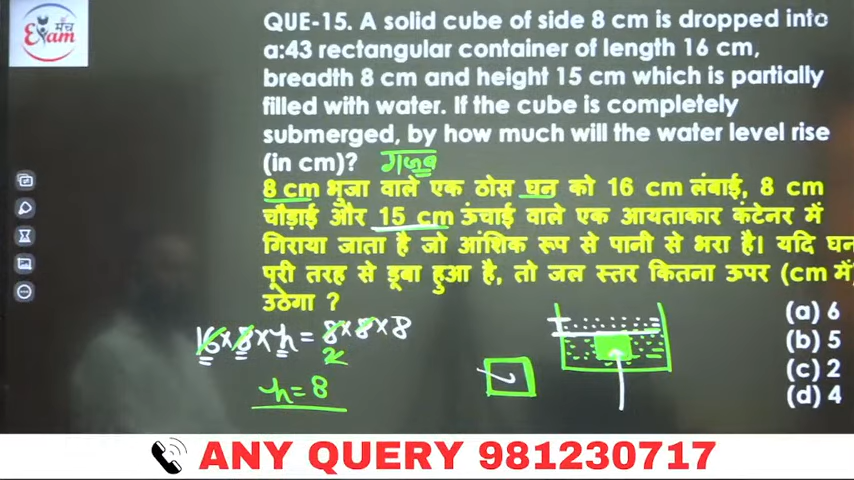 मंच
Exam
QUE-15. A solid cube of side 8 cm is dropped into
a:43 rectangular container of length 16 cm,
breadth 8 cm and height 15 cm which is partially
filled with water. If the cube is completely
submerged, by how much will the water level rise
(in cm)? गजब
8 cm भुजा वाले एक ठोस घन को 16 cm लंबाई, 8 cm
चौड़ाई और 15 cm ऊंचाई वाले एक आयताकार कंटेनर में
गिराया जाता है जो आंशिक रूप से पानी से भरा है। यदि घन
पूरी तरह से डूबा हुआ है, तो जल स्तर कितना ऊपर (cm में
उठेगा ?
16×8×h = 8×8×8
2
h=8
(a) 6
(b) 5
(c) 2
(d) 4
ANY QUERY 981230717